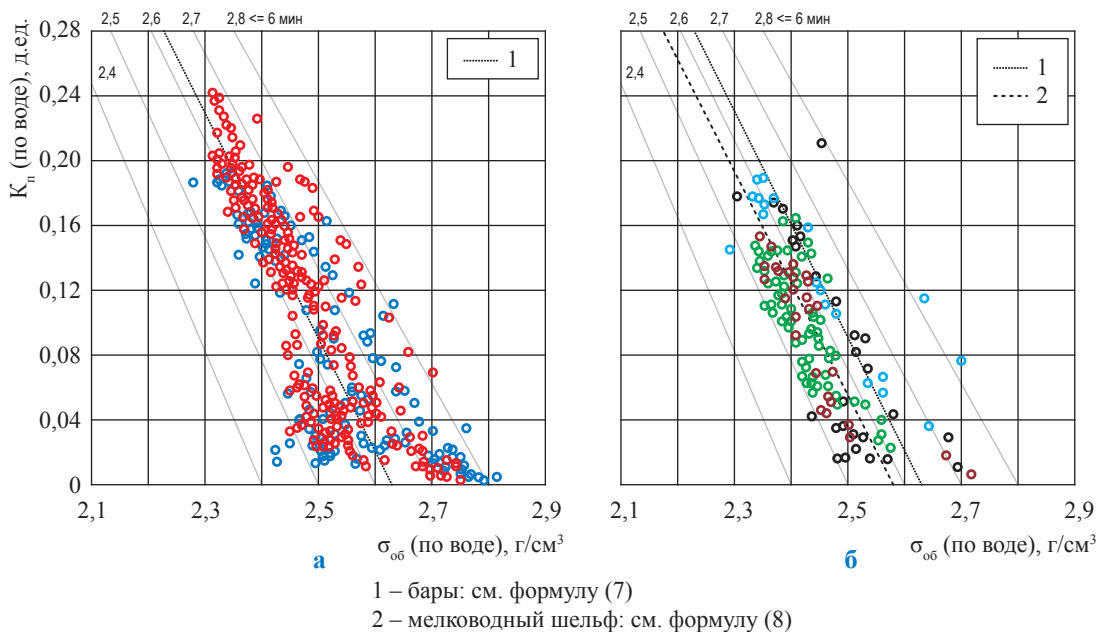 2,5 2,6 2,7 2,8 <= 6 мин
2,4
1
К_п (по воде), д.ед.
0,28
0,24
0,20
0,16
0,12
0,08
0,04
0
2,1 2,3 2,5 2,7 2,9
σ_об (по воде), г/см³
а
2,5 2,6 2,7 2,8 <= 6 мин
2,4
1
2
2,1 2,3 2,5 2,7 2,9
σ_об (по воде), г/см³
б
1 – бары: см. формулу (7)
2 – мелководный шельф: см. формулу (8)